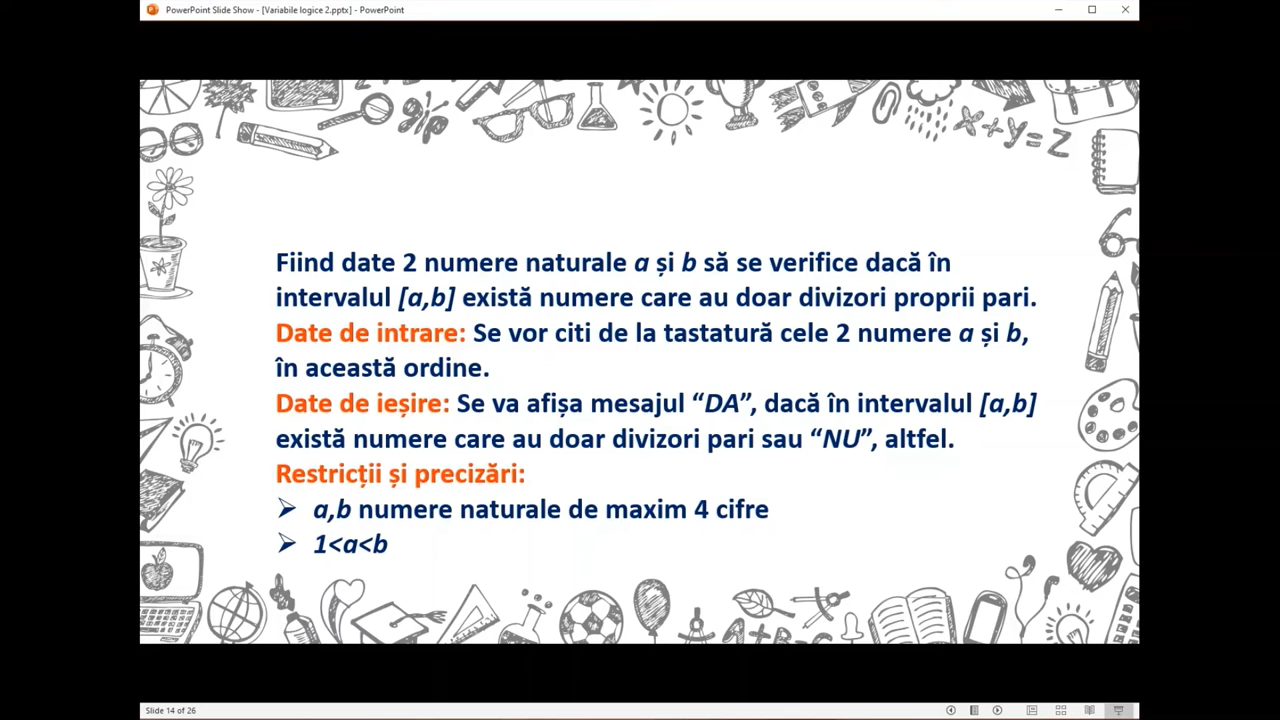 PowerPoint Slide Show - [Variabile logice 2.pptx] - PowerPoint
x+y=z
Fiind date 2 numere naturale a și b să se verifice dacă în
intervalul [a,b] există numere care au doar divizori proprii pari.
Date de intrare: Se vor citi de la tastatură cele 2 numere a și b,
în această ordine.
Date de ieșire: Se va afișa mesajul “DA”, dacă în intervalul [a,b]
există numere care au doar divizori pari sau “NU”, altfel.
Restricții și precizări:
➢ a,b numere naturale de maxim 4 cifre
➢ 1<a<b
Slide 14 of 26